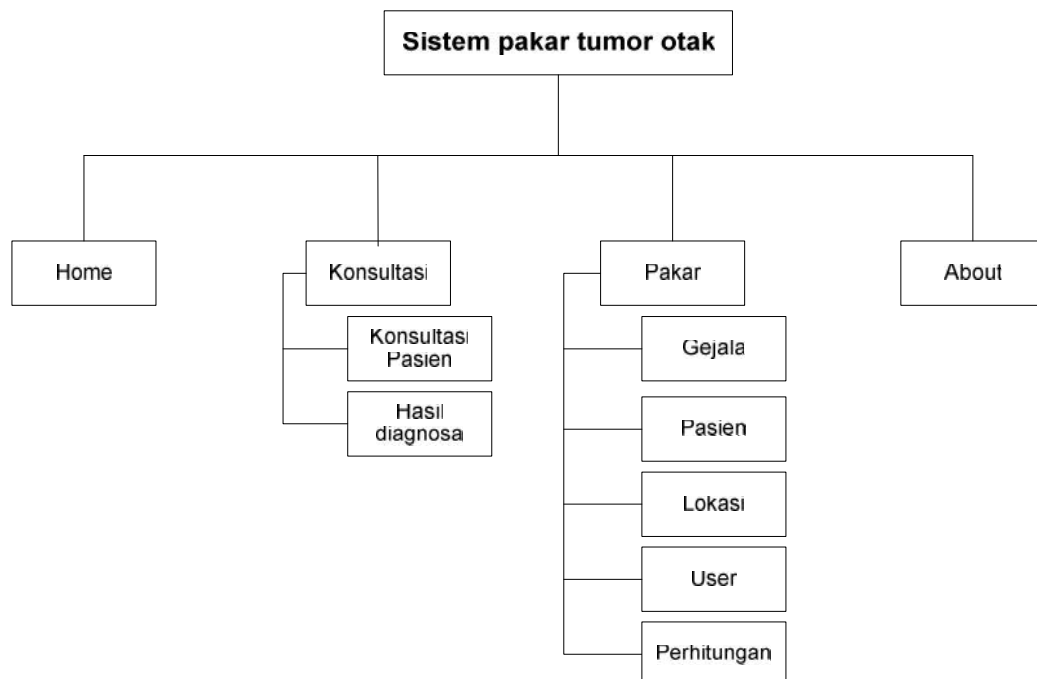 Sistem pakar tumor otak
Home
Konsultasi
Pakar
About
Konsultasi
Pasien
Hasil
diagnosa
Gejala
Pasien
Lokasi
User
Perhitungan